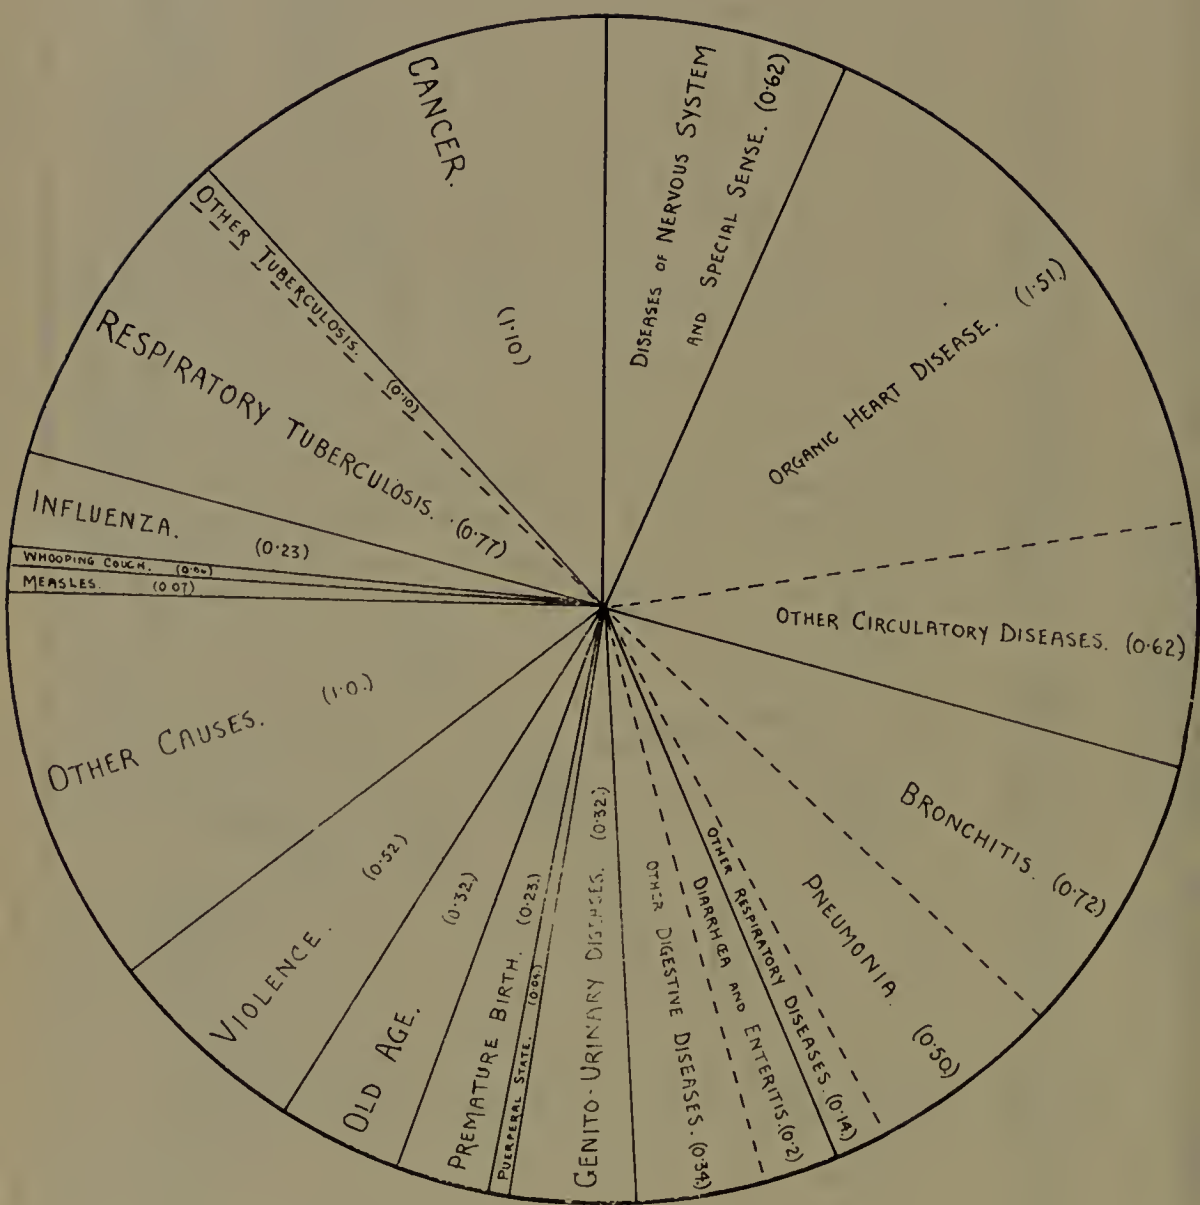 DISEASES OF NERVOUS SYSTEM
AND SPECIAL SENSE. (0·62)
ORGANIC HEART DISEASE. (1·51.)
OTHER CIRCULATORY DISEASES. (0·62)
BRONCHITIS. (0·72)
PNEUMONIA. (0·50)
OTHER RESPIRATORY DISEASES. (0·14)
DIARRHŒA AND ENTERITIS. (0·2)
OTHER DIGESTIVE DISEASES. (0·34.)
GENITO-URINARY DISEASES. (0·32.)
PUERPERAL STATE. (0·04.)
PREMATURE BIRTH. (0·23.)
OLD AGE. (0·32.)
VIOLENCE. (0·52)
OTHER CAUSES. (1·0.)
MEASLES. (0·07)
WHOOPING COUGH.
INFLUENZA. (0·23)
RESPIRATORY TUBERCULOSIS. (0·77)
OTHER TUBERCULOSIS. (0·10)
CANCER. (1·10)